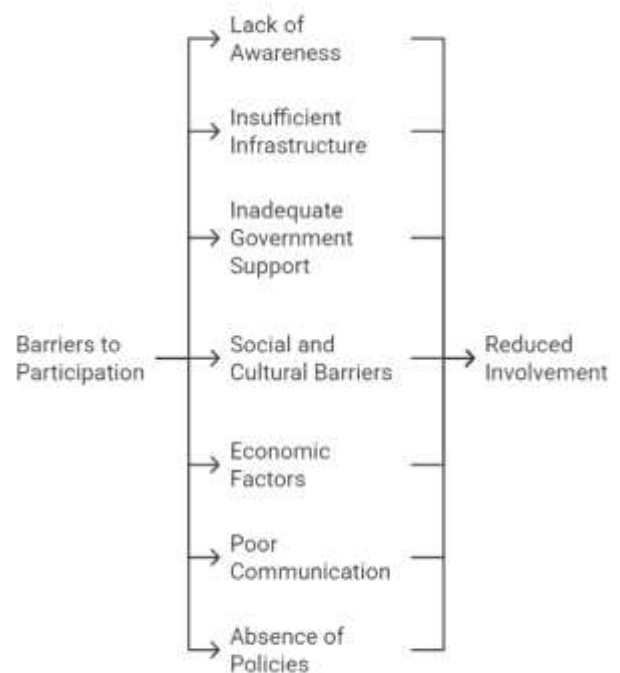 Lack of
Awareness
Insufficient
Infrastructure
Inadequate
Government
Support
Barriers to
Participation
Social and
Cultural Barriers
Reduced
Involvement
Economic
Factors
Poor
Communication
Absence of
Policies